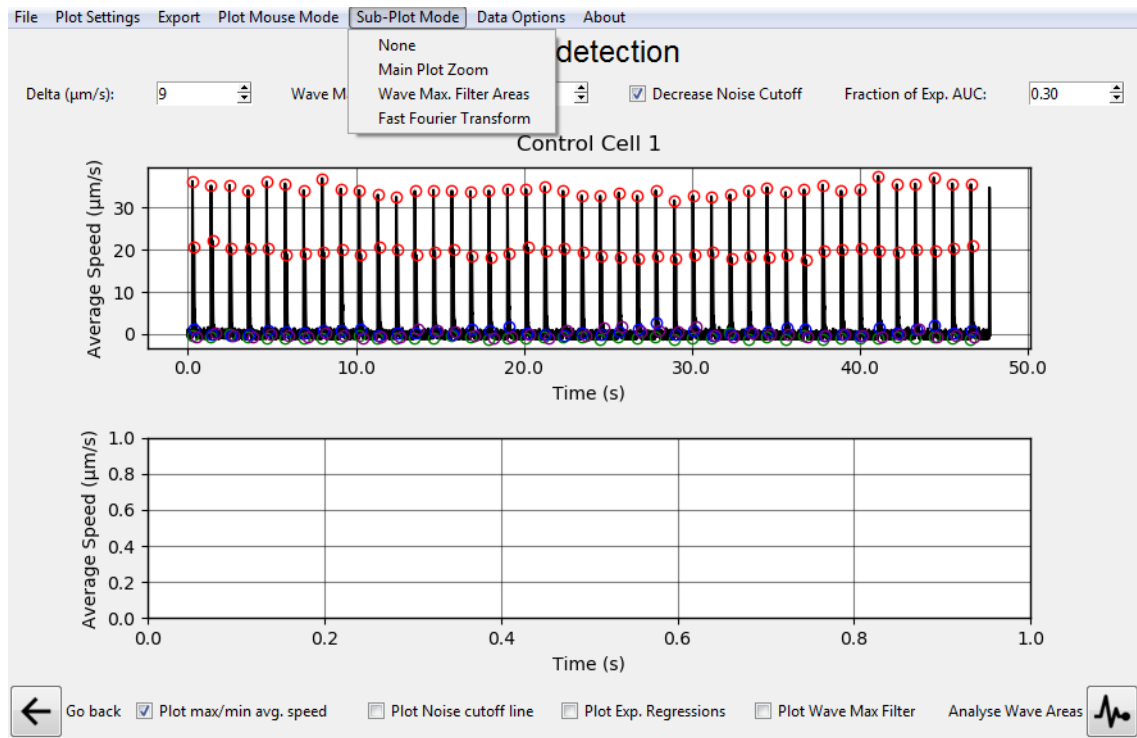 File Plot Settings Export Plot Mouse Mode Sub-Plot Mode Data Options About
None
Main Plot Zoom
Wave Max. Filter Areas
Fast Fourier Transform
detection
Delta (µm/s): 9 Wave M Decrease Noise Cutoff Fraction of Exp. AUC: 0.30
Control Cell 1
Average Speed (µm/s)
30
20
10
0
0.0 10.0 20.0 30.0 40.0 50.0
Time (s)
Average Speed (µm/s)
1.0
0.8
0.6
0.4
0.2
0.0
0.0 0.2 0.4 0.6 0.8 1.0
Time (s)
Go back Plot max/min avg. speed Plot Noise cutoff line Plot Exp. Regressions Plot Wave Max Filter Analyse Wave Areas